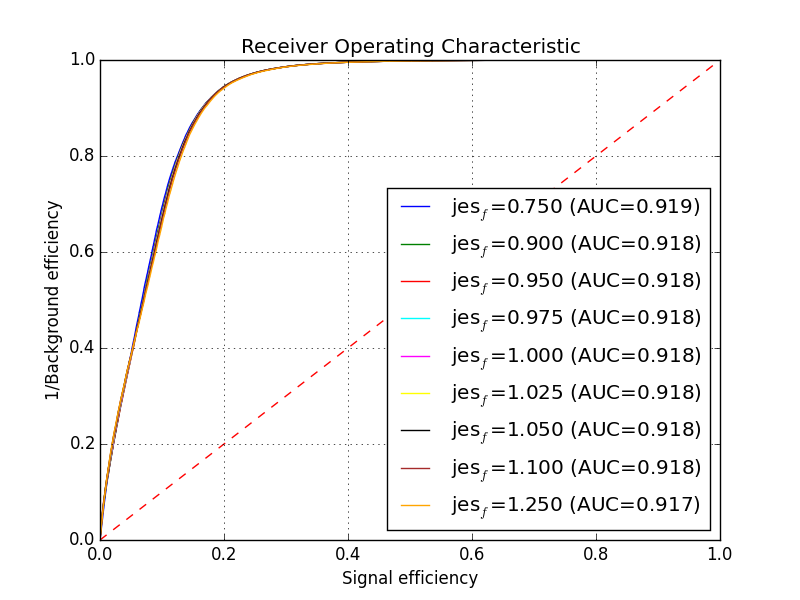 Receiver Operating Characteristic
1.0
0.8
0.6
0.4
0.2
0.0
1/Background efficiency
jes_f=0.750 (AUC=0.919)
jes_f=0.900 (AUC=0.918)
jes_f=0.950 (AUC=0.918)
jes_f=0.975 (AUC=0.918)
jes_f=1.000 (AUC=0.918)
jes_f=1.025 (AUC=0.918)
jes_f=1.050 (AUC=0.918)
jes_f=1.100 (AUC=0.918)
jes_f=1.250 (AUC=0.917)
0.0 0.2 0.4 0.6 0.8 1.0
Signal efficiency